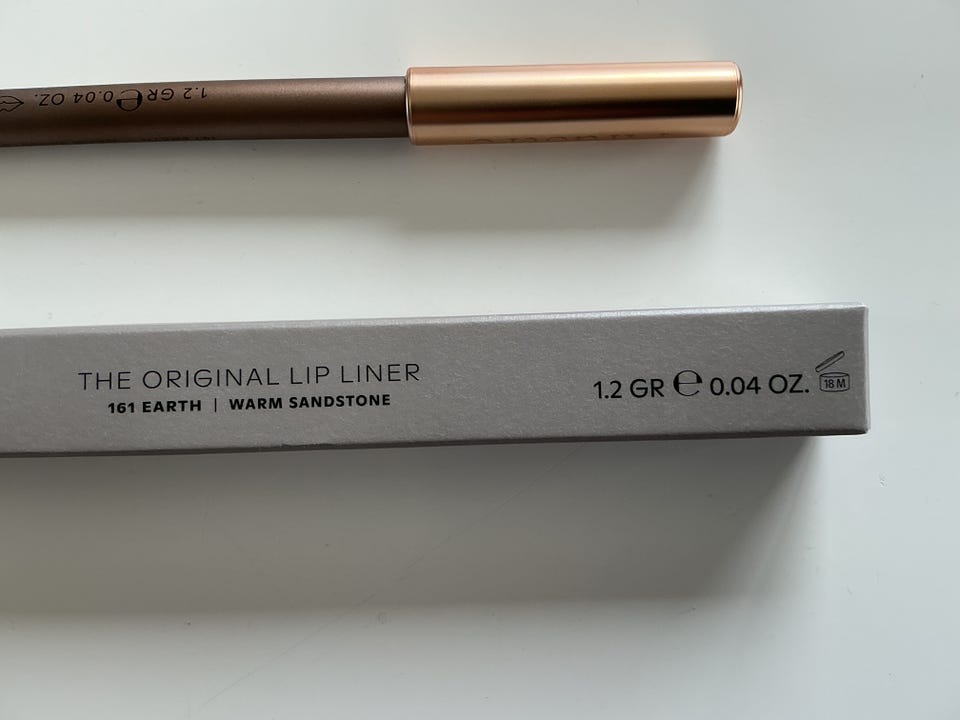 1.2 GR ℮ 0.04 OZ.
THE ORIGINAL LIP LINER
161 EARTH | WARM SANDSTONE
1.2 GR ℮ 0.04 OZ.
18 M